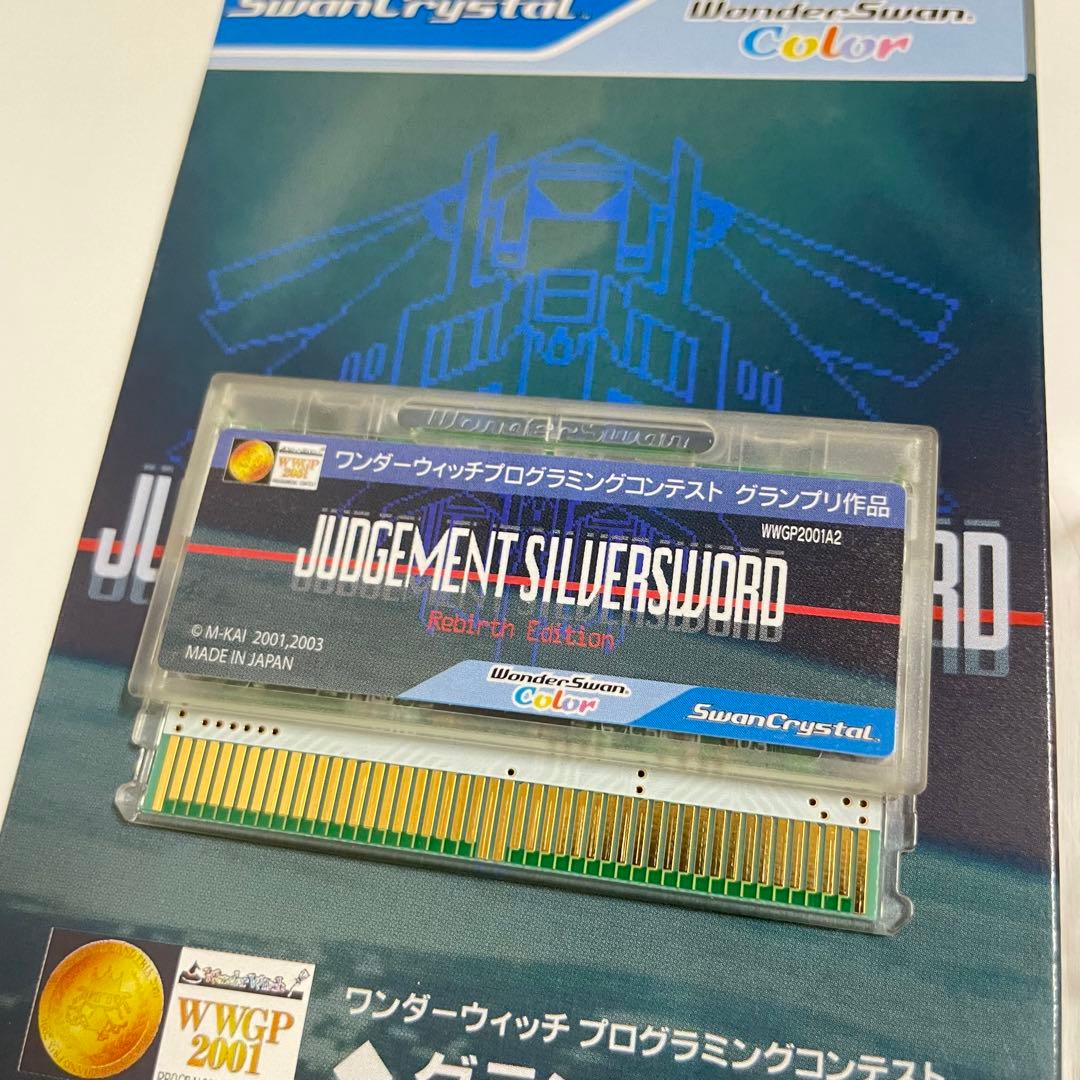 SwanCrystal
WonderSwan
Color
WonderSwan
WWGP
2001
ワンダーウィッチプログラミングコンテスト グランプリ作品
WWGP2001A2
JUDGEMENT SILVERSWORD
Rebirth Edition
© M-KAI 2001,2003
MADE IN JAPAN
WonderSwan
Color
SwanCrystal
WonderWitch
WWGP
2001
ワンダーウィッチ プログラミングコンテスト